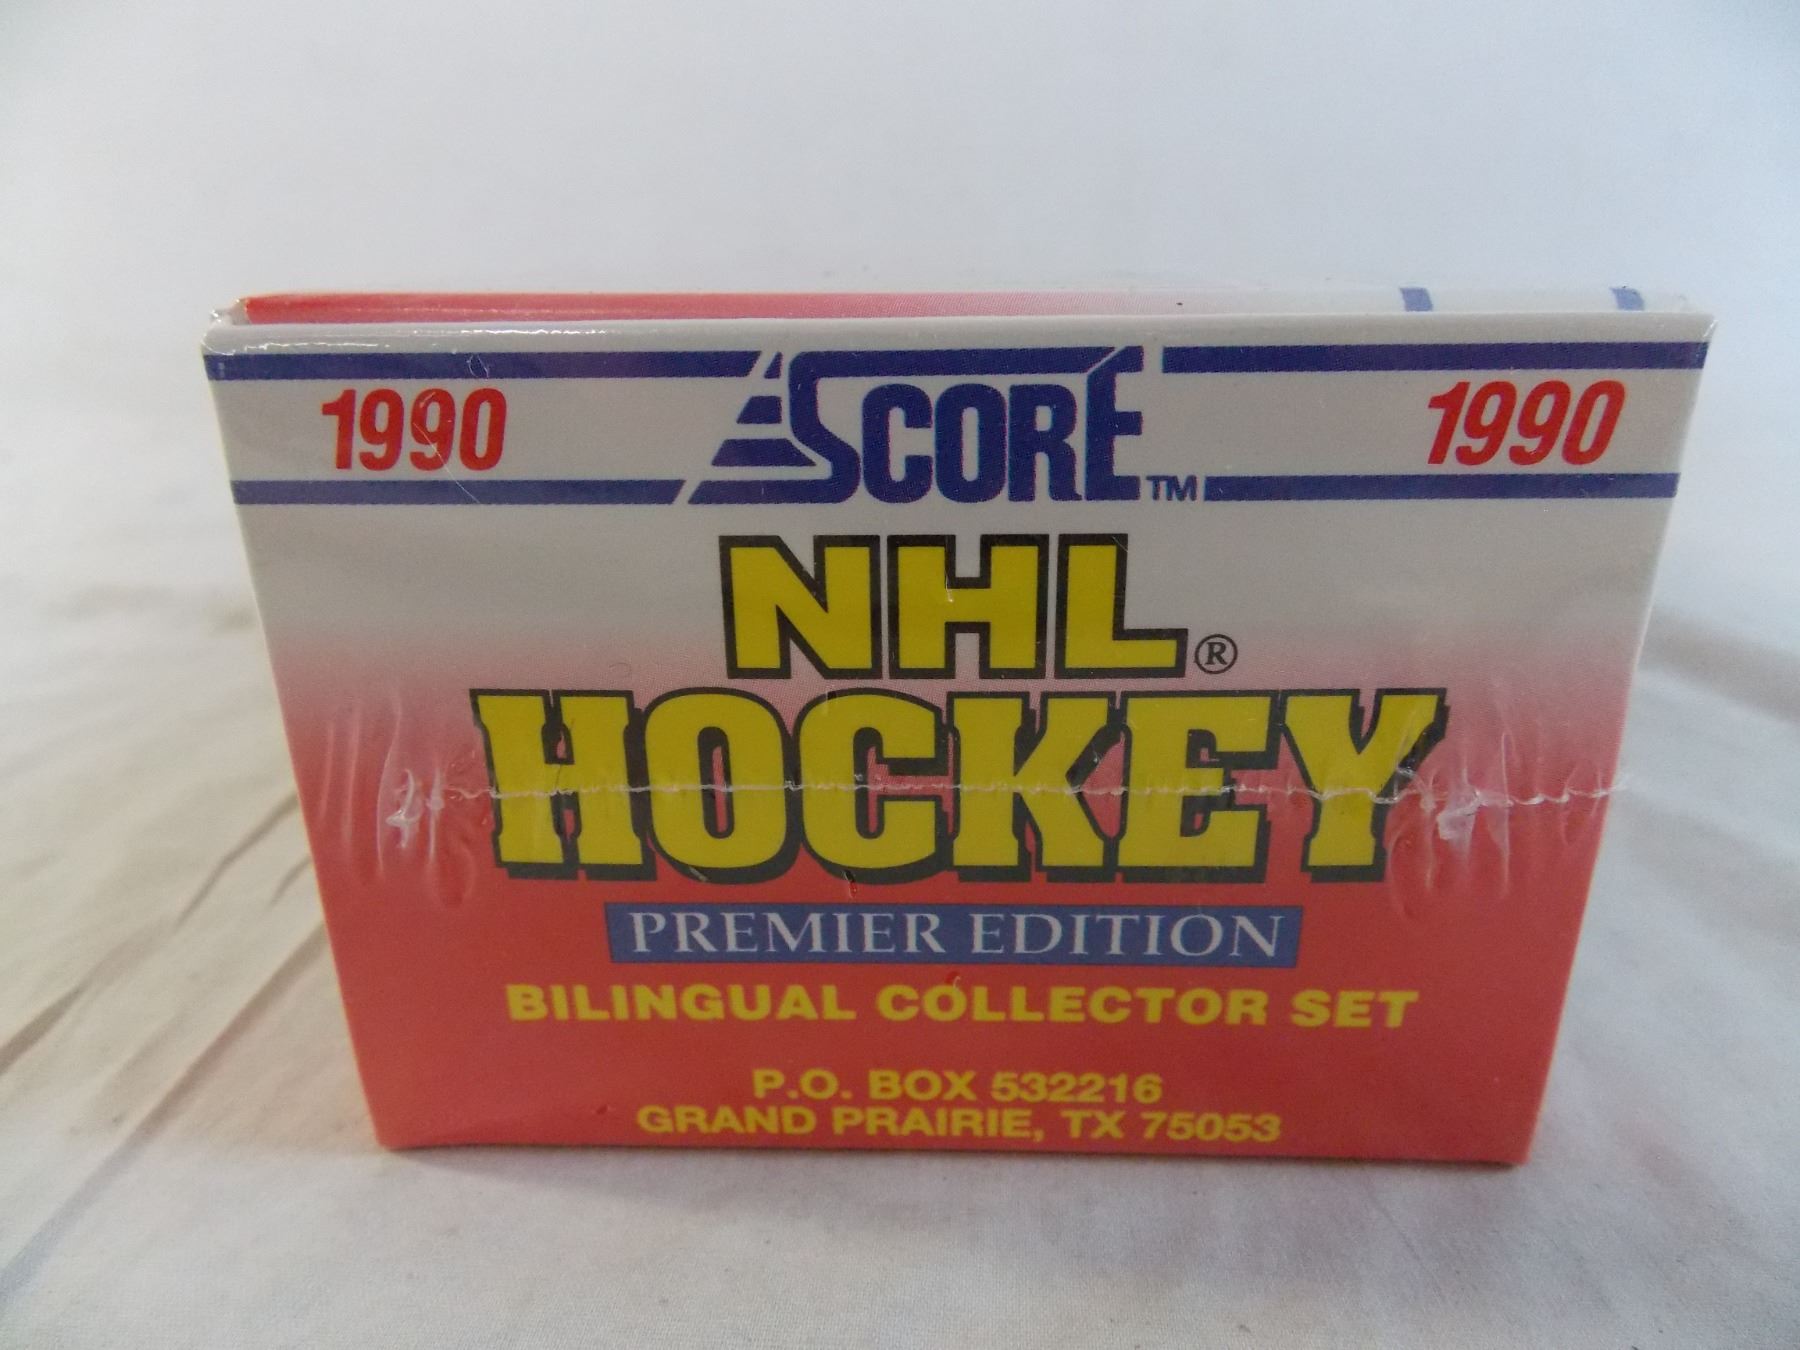 1990 SCORE™ 1990
NHL®
HOCKEY
PREMIER EDITION
BILINGUAL COLLECTOR SET
P.O. BOX 532216
GRAND PRAIRIE, TX 75053